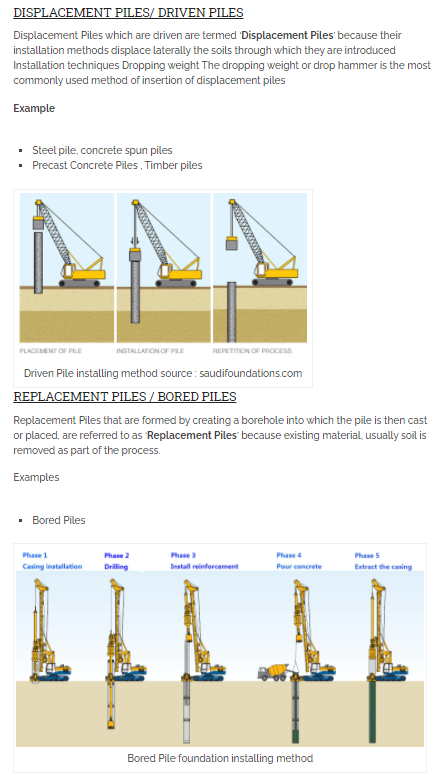 DISPLACEMENT PILES/ DRIVEN PILES
Displacement Piles which are driven are termed 'Displacement Piles' because their
installation methods displace laterally the soils through which they are introduced
Installation techniques Dropping weight The dropping weight or drop hammer is the most
commonly used method of insertion of displacement piles
Example
▪ Steel pile, concrete spun piles
▪ Precast Concrete Piles , Timber piles
PLACEMENT OF PILE INSTALLATION OF PILE REPETITION OF PROCESS
Driven Pile installing method source : saudifoundations.com
REPLACEMENT PILES / BORED PILES
Replacement Piles that are formed by creating a borehole into which the pile is then cast
or placed, are referred to as 'Replacement Piles' because existing material, usually soil is
removed as part of the process.
Examples
▪ Bored Piles
Phase 1 Phase 2 Phase 3 Phase 4 Phase 5
Casing installation Drilling Install reinforcement Pour concrete Extract the casing
Bored Pile foundation installing method